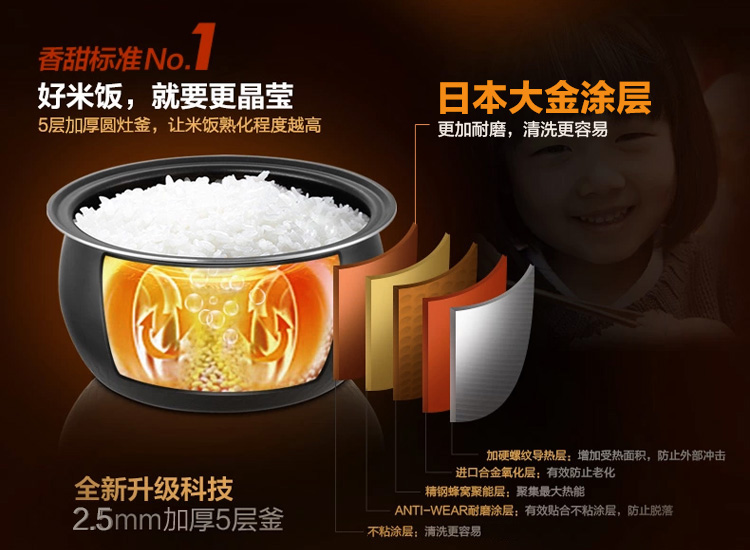 香甜标准No.1
好米饭，就要更晶莹
5层加厚圆灶釜，让米饭熟化程度越高
日本大金涂层
更加耐磨，清洗更容易
加硬螺纹导热层：增加受热面积，防止外部冲击
进口合金氧化层：有效防止老化
精钢蜂窝聚能层：聚集最大热能
ANTI-WEAR耐磨涂层：有效贴合不粘涂层，防止脱落
不粘涂层：清洗更容易
全新升级科技
2.5mm加厚5层釜